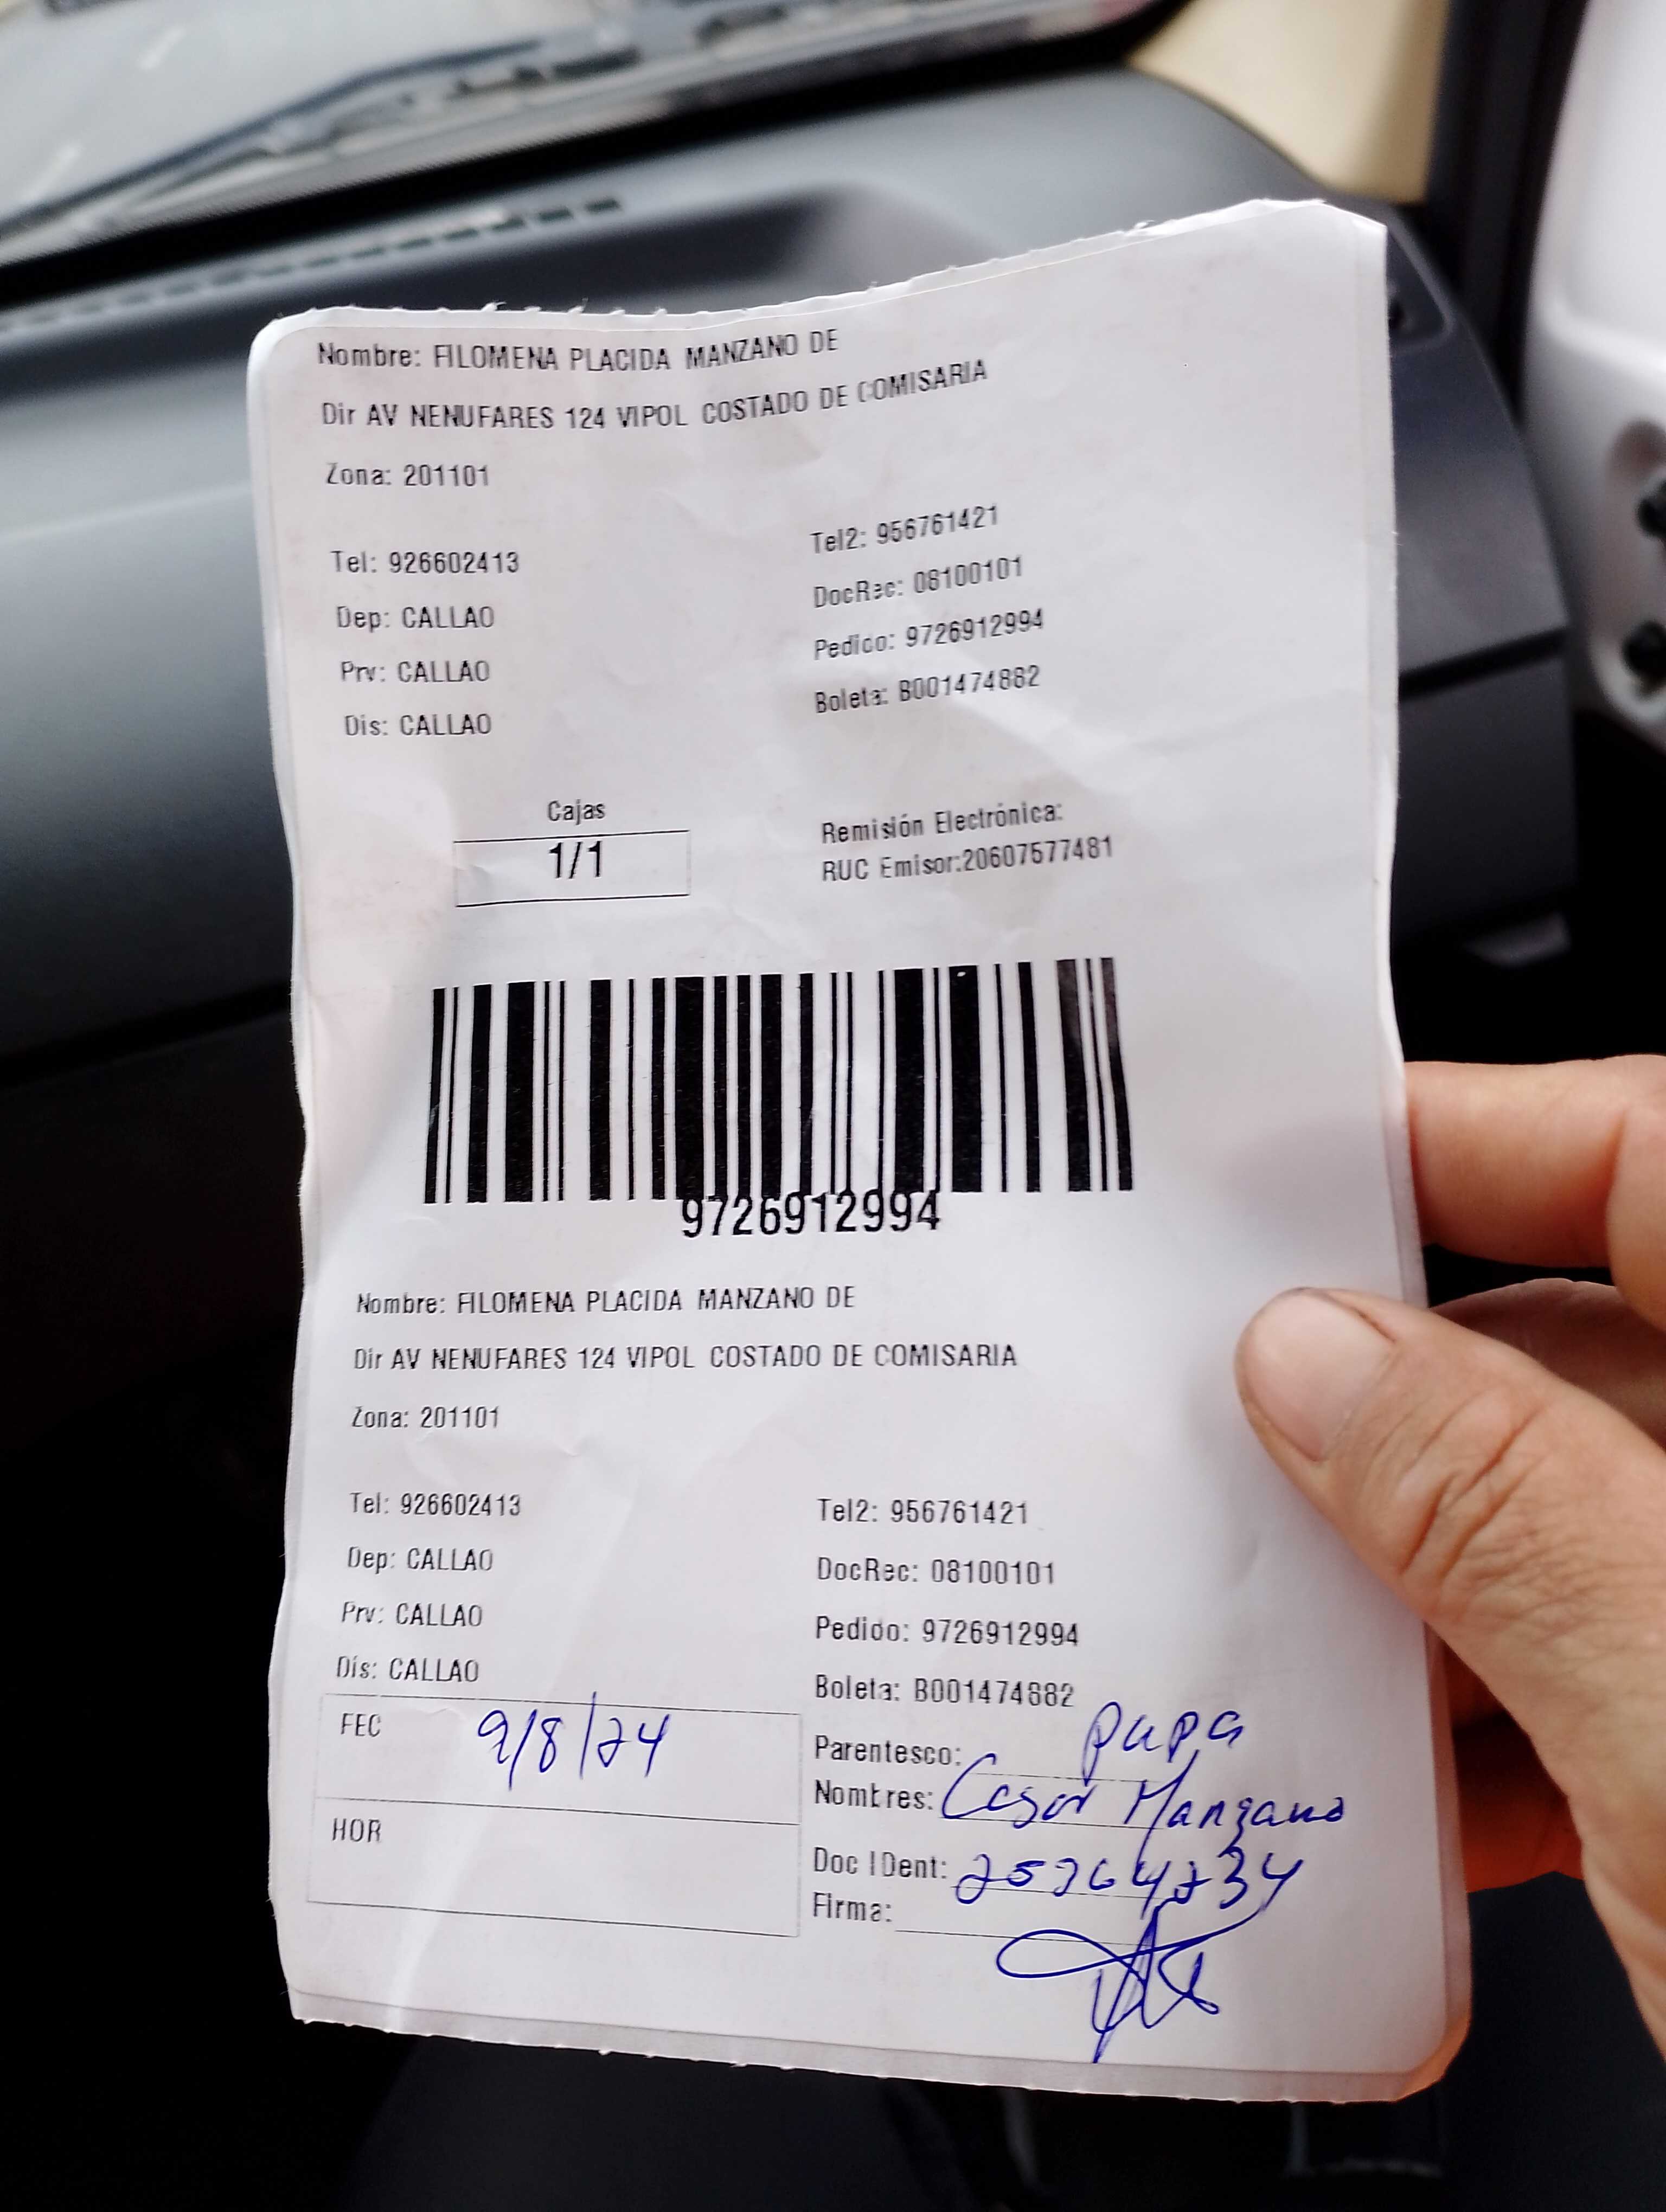 Nombre: FILOMENA PLACIDA MANZANO DE
Dir AV NENUFARES 124 VIPOL COSTADO DE COMISARIA
Zona: 201101
Tel: 926602413
Tel2: 956761421
DocRec: 08100101
Dep: CALLAO
Pedido: 9726912994
Prv: CALLAO
Boleta: B001474882
Dis: CALLAO
Cajas
1/1
Remisión Electrónica:
RUC Emisor:20607577481
9726912994
Nombre: FILOMENA PLACIDA MANZANO DE
Dir AV NENUFARES 124 VIPOL COSTADO DE COMISARIA
Zona: 201101
Tel: 926602413
Tel2: 956761421
Dep: CALLAO
DocRec: 08100101
Prv: CALLAO
Pedido: 9726912994
Dis: CALLAO
Boleta: B001474882
FEC 9/8/24
Parentesco: papa
Nombres: Cesar Manzano
HOR
Doc IDent:
Firma: